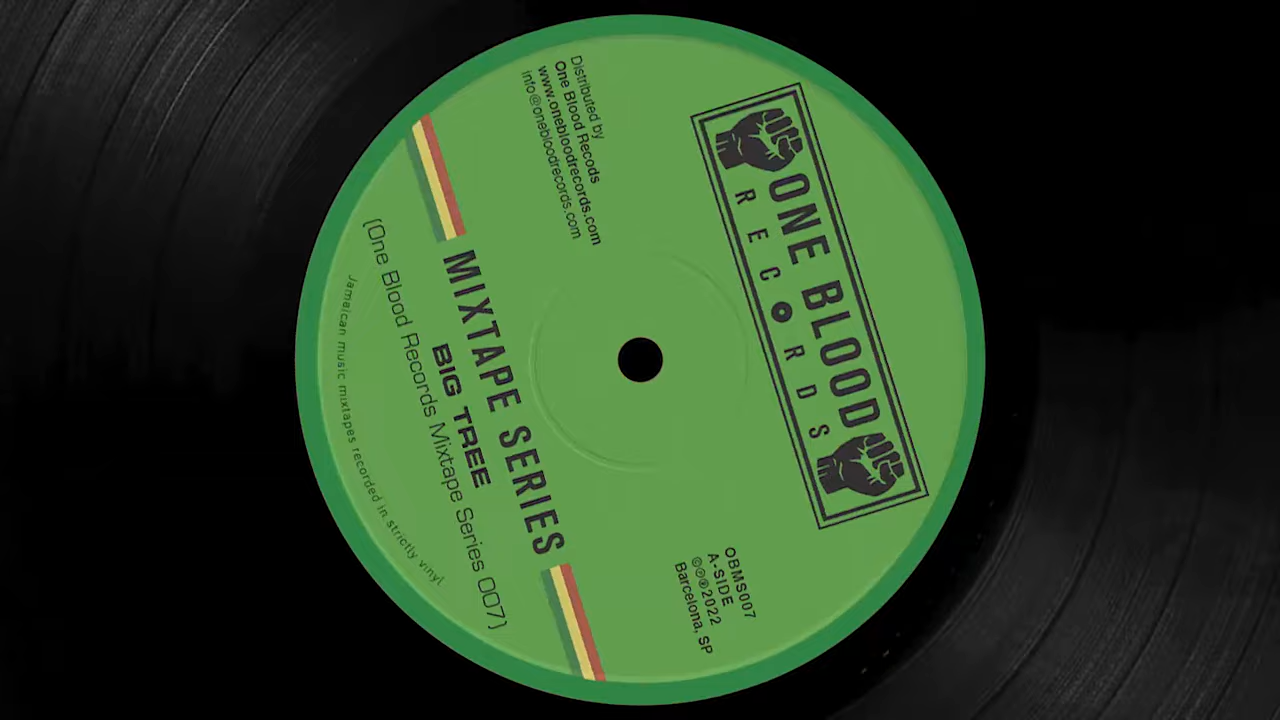 ONE BLOOD
RECORDS
Distributed by
One Blood Recods
www.onebloodrecords.com
info@onebloodrecords.com
OBMS007
A-SIDE
©℗®2022
Barcelona, SP
MIXTAPE SERIES
BIG TREE
(One Blood Records Mixtape Series 007)
Jamaican music mixtapes recorded in strictly vinyl